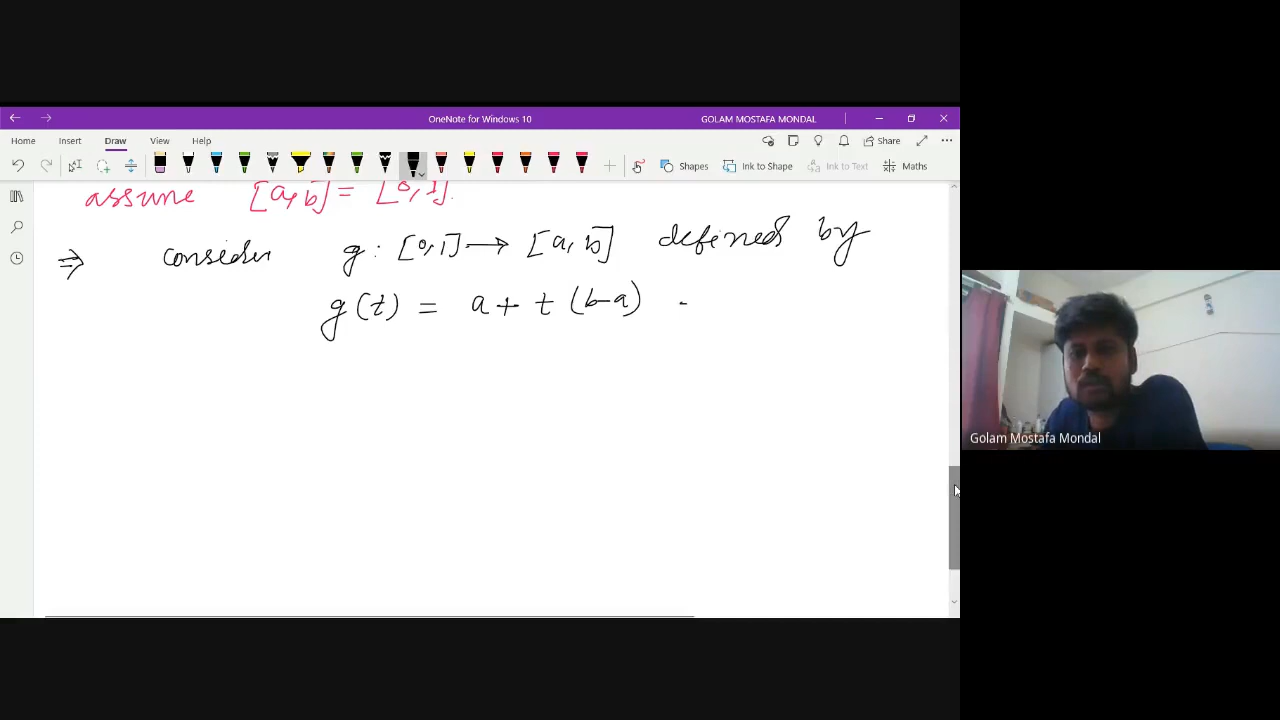 OneNote for Windows 10
GOLAM MOSTAFA MONDAL
Home Insert Draw View Help
Share
Shapes Ink to Shape Ink to Text Maths
assume [a,b] = [0,1].
⇒ consider g : [0,1] → [a,b] defined by
g(t) = a + t (b-a) -
Golam Mostafa Mondal